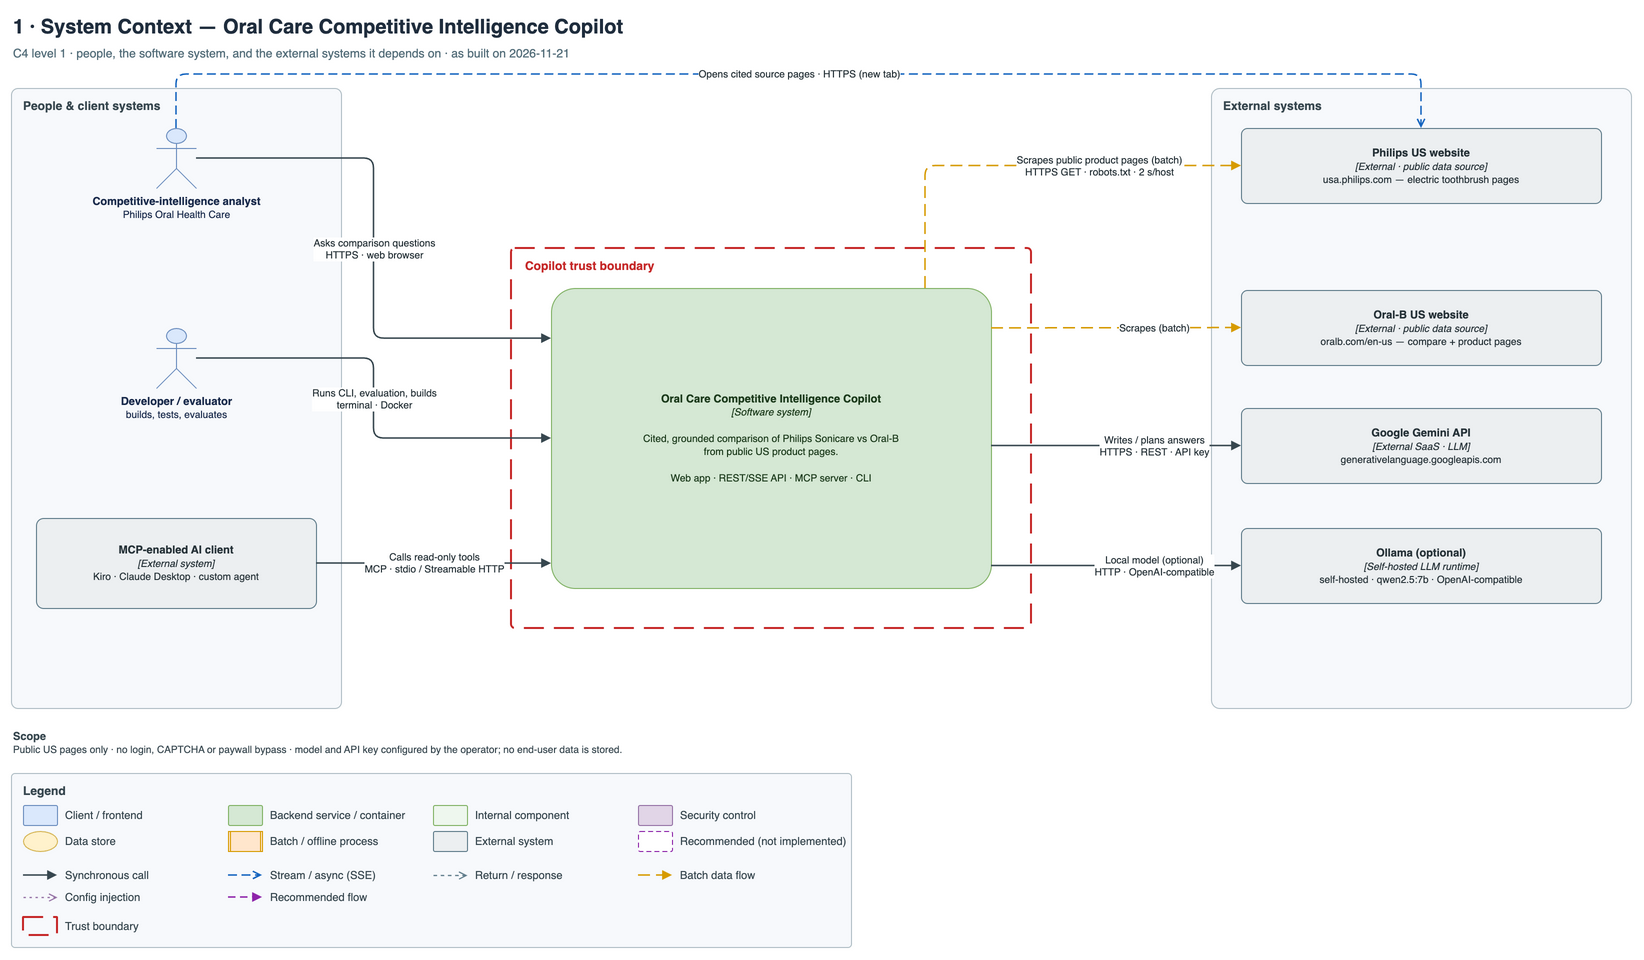 1 · System Context — Oral Care Competitive Intelligence Copilot
C4 level 1 · people, the software system, and the external systems it depends on · as built on 2026-11-21
Opens cited source pages · HTTPS (new tab)
People & client systems
Competitive-intelligence analyst
Philips Oral Health Care
Asks comparison questions
HTTPS · web browser
Developer / evaluator
builds, tests, evaluates
Runs CLI, evaluation, builds
terminal · Docker
MCP-enabled AI client
[External system]
Kiro · Claude Desktop · custom agent
Calls read-only tools
MCP · stdio / Streamable HTTP
Copilot trust boundary
Oral Care Competitive Intelligence Copilot
[Software system]
Cited, grounded comparison of Philips Sonicare vs Oral-B
from public US product pages.
Web app · REST/SSE API · MCP server · CLI
Scrapes public product pages (batch)
HTTPS GET · robots.txt · 2 s/host
Scrapes (batch)
Writes / plans answers
HTTPS · REST · API key
Local model (optional)
HTTP · OpenAI-compatible
External systems
Philips US website
[External · public data source]
usa.philips.com — electric toothbrush pages
Oral-B US website
[External · public data source]
oralb.com/en-us — compare + product pages
Google Gemini API
[External SaaS · LLM]
generativelanguage.googleapis.com
Ollama (optional)
[Self-hosted LLM runtime]
self-hosted · qwen2.5:7b · OpenAI-compatible
Scope
Public US pages only · no login, CAPTCHA or paywall bypass · model and API key configured by the operator; no end-user data is stored.
Legend
Client / frontend
Backend service / container
Internal component
Security control
Data store
Batch / offline process
External system
Recommended (not implemented)
Synchronous call
Stream / async (SSE)
Return / response
Batch data flow
Config injection
Recommended flow
Trust boundary